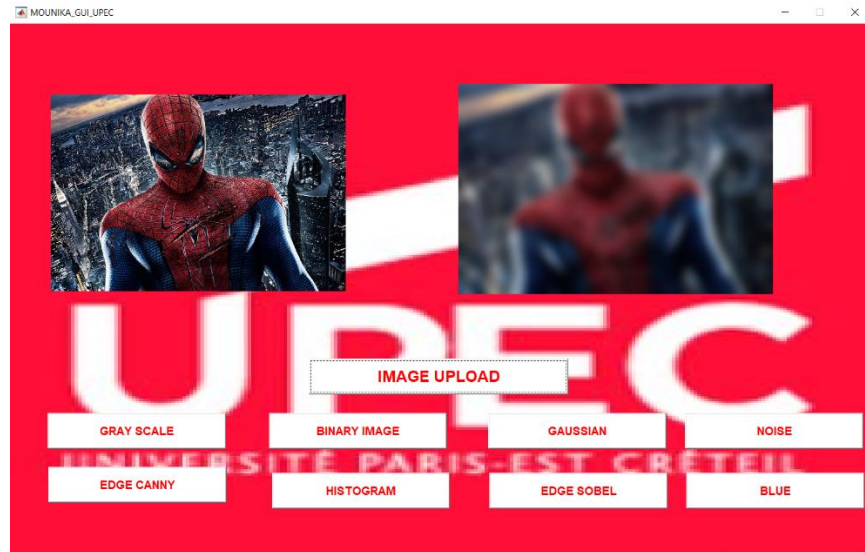 MOUNIKA_GUI_UPEC
UPEC
IMAGE UPLOAD
GRAY SCALE
BINARY IMAGE
GAUSSIAN
NOISE
UNIVERSITÉ PARIS-EST CRÉTEIL
EDGE CANNY
HISTOGRAM
EDGE SOBEL
BLUE